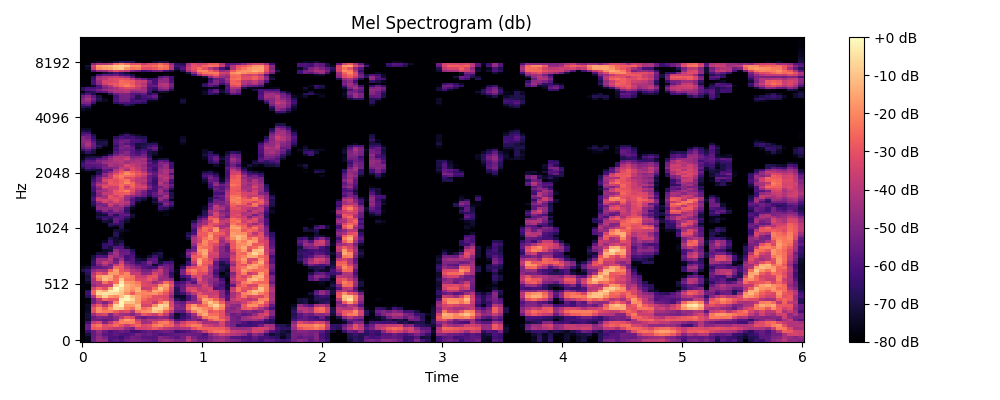 Mel Spectrogram (db)
8192
4096
2048
1024
512
0
Hz
0 1 2 3 4 5 6
Time
+0 dB
-10 dB
-20 dB
-30 dB
-40 dB
-50 dB
-60 dB
-70 dB
-80 dB